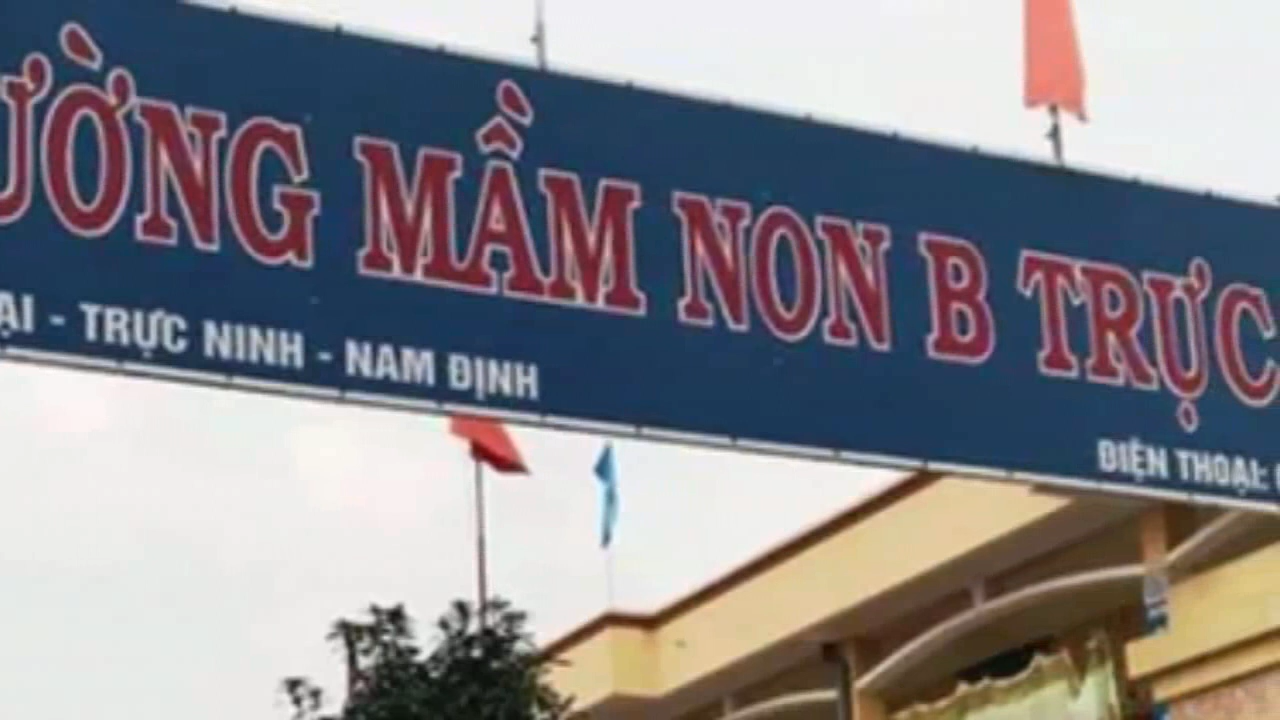 ƯỜNG MẦM NON B TRỰC
ẠI - TRỰC NINH - NAM ĐỊNH
ĐIỆN THOẠI: